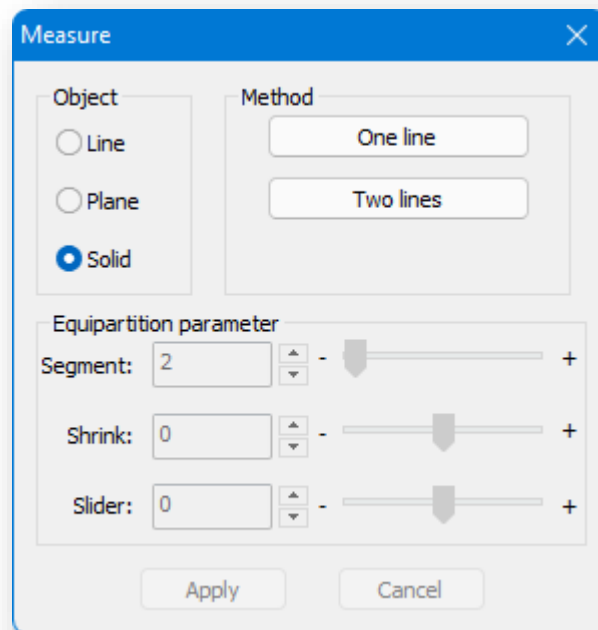 Measure
Object
Line
Plane
Solid
Method
One line
Two lines
Equipartition parameter
Segment: 2 - +
Shrink: 0 - +
Slider: 0 - +
Apply Cancel